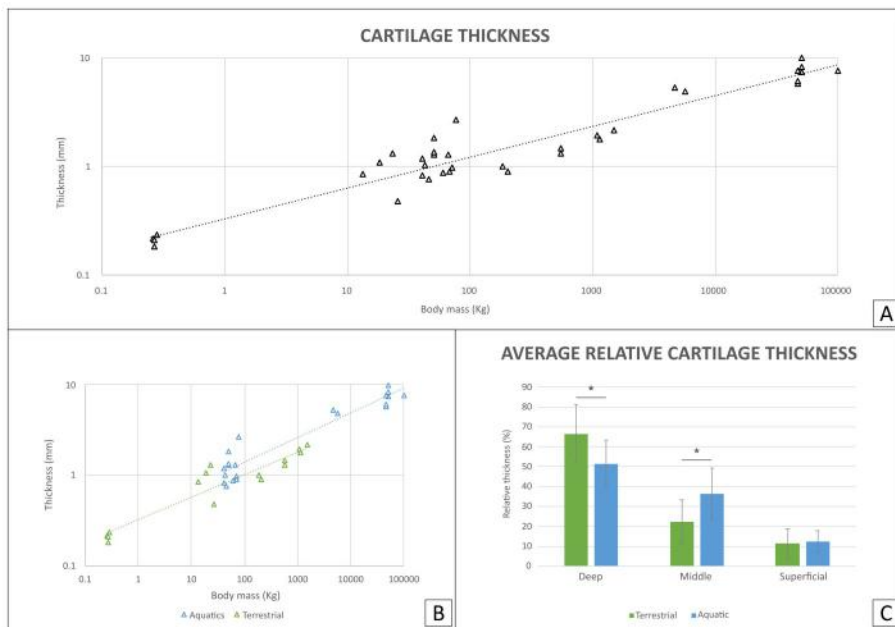 CARTILAGE THICKNESS
10
1
0.1
Thickness (mm)
0.1 1 10 100 1000 10000 100000
Body mass (Kg)
A
10
1
0.1
Thickness (mm)
0.1 1 10 100 1000 10000 100000
Body mass (Kg)
Aquatics Terrestrial
B
AVERAGE RELATIVE CARTILAGE THICKNESS
90
80
70
60
50
40
30
20
10
0
Relative thickness (%)
* 
*
Deep Middle Superficial
Terrestrial Aquatic
C